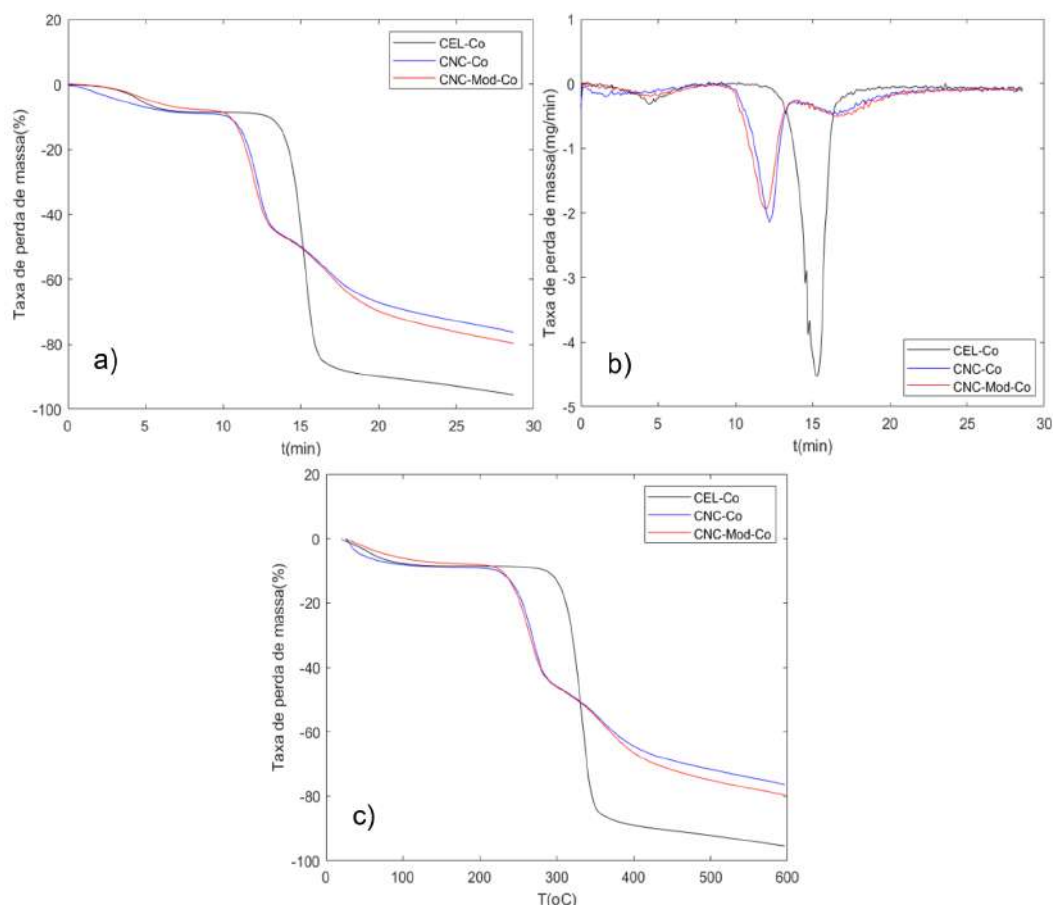 20
0
-20
-40
-60
-80
-100
Taxa de perda de massa(%)
CEL-Co
CNC-Co
CNC-Mod-Co
a)
0 5 10 15 20 25 30
t(min)
1
0
-1
-2
-3
-4
-5
Taxa de perda de massa(mg/min)
b)
CEL-Co
CNC-Co
CNC-Mod-Co
0 5 10 15 20 25 30
t(min)
20
0
-20
-40
-60
-80
-100
Taxa de perda de massa(%)
CEL-Co
CNC-Co
CNC-Mod-Co
c)
0 100 200 300 400 500 600
T(oC)